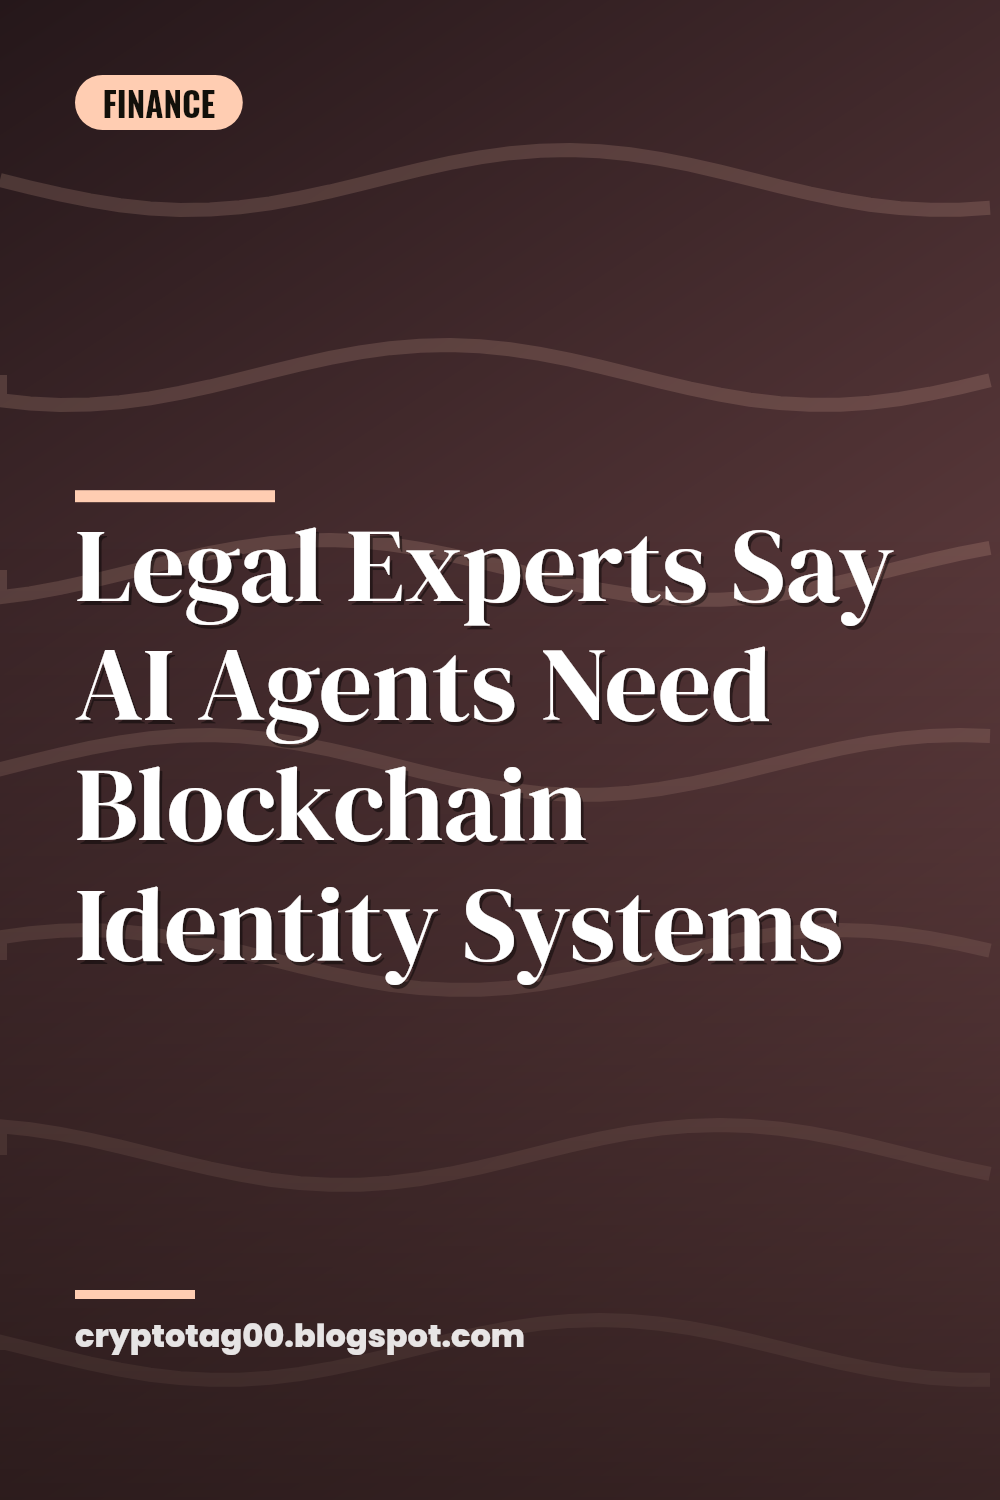 FINANCE
Legal Experts Say
AI Agents Need
Blockchain
Identity Systems
cryptotag00.blogspot.com